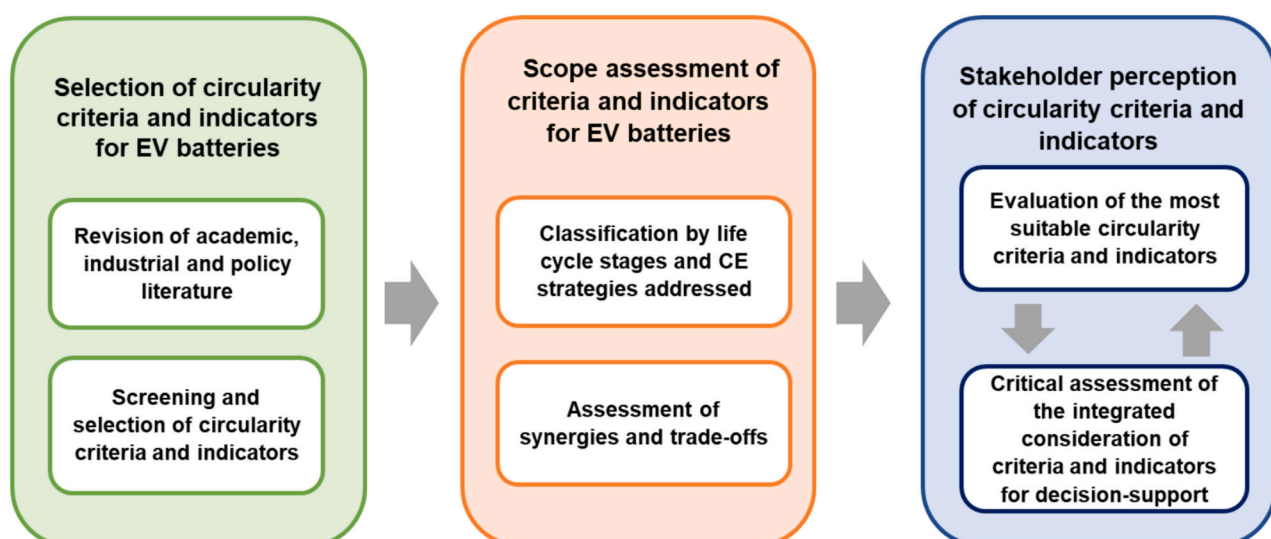 Selection of circularity
criteria and indicators
for EV batteries
Revision of academic,
industrial and policy
literature
Screening and
selection of circularity
criteria and indicators
Scope assessment of
criteria and indicators
for EV batteries
Classification by life
cycle stages and CE
strategies addressed
Assessment of
synergies and trade-offs
Stakeholder perception
of circularity criteria and
indicators
Evaluation of the most
suitable circularity
criteria and indicators
Critical assessment of
the integrated
consideration of
criteria and indicators
for decision-support